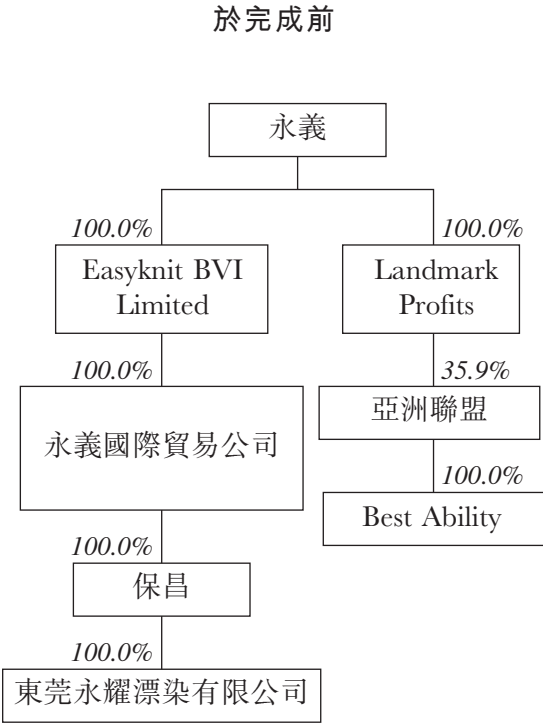 於完成前
永義
100.0%
100.0%
Easyknit BVI
Limited
Landmark
Profits
100.0%
35.9%
永義國際貿易公司
亞洲聯盟
100.0%
Best Ability
100.0%
保昌
100.0%
東莞永耀漂染有限公司